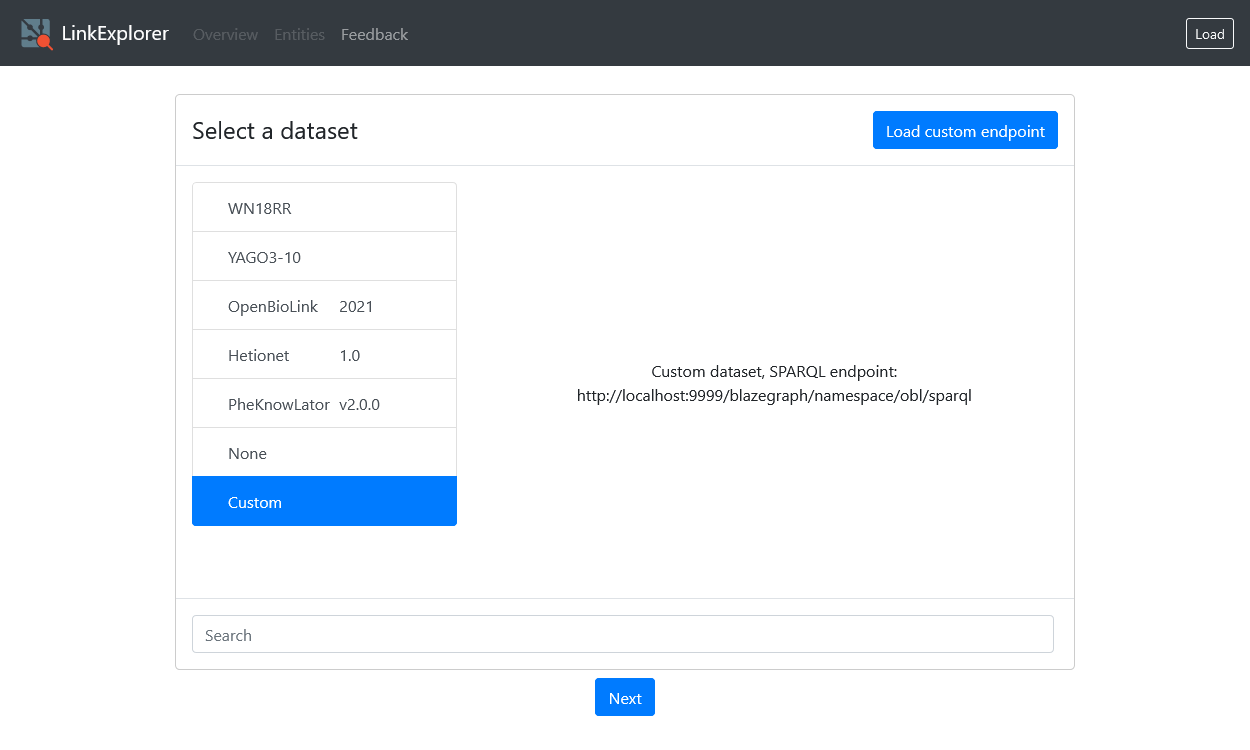 LinkExplorer Overview Entities Feedback Load
Select a dataset Load custom endpoint
WN18RR
YAGO3-10
OpenBioLink 2021
Hetionet 1.0
PheKnowLator v2.0.0
None
Custom
Custom dataset, SPARQL endpoint:
http://localhost:9999/blazegraph/namespace/obl/sparql
Search
Next